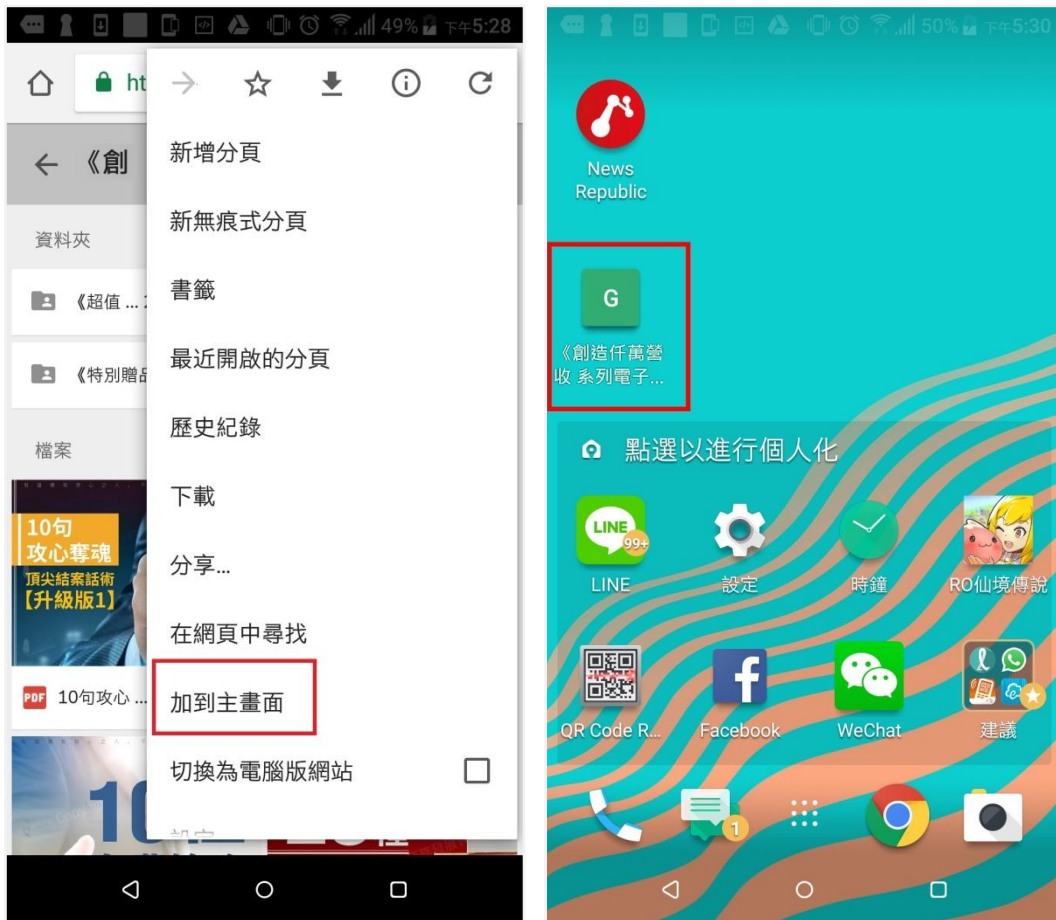 49%
下午5:28
ht
《創
新增分頁
新無痕式分頁
書籤
最近開啟的分頁
歷史紀錄
下載
分享...
在網頁中尋找
加到主畫面
切換為電腦版網站
設定
資料夾
《超值 ...
《特別贈品
檔案
10句
攻心奪魂
頂尖結案話術
【升級版1】
PDF
10句攻心 ...
10
50%
下午5:30
News
Republic
G
《創造仟萬營
收 系列電子...
點選以進行個人化
LINE
99+
LINE
設定
時鐘
RO仙境傳說
QR Code R...
Facebook
WeChat
建議
1